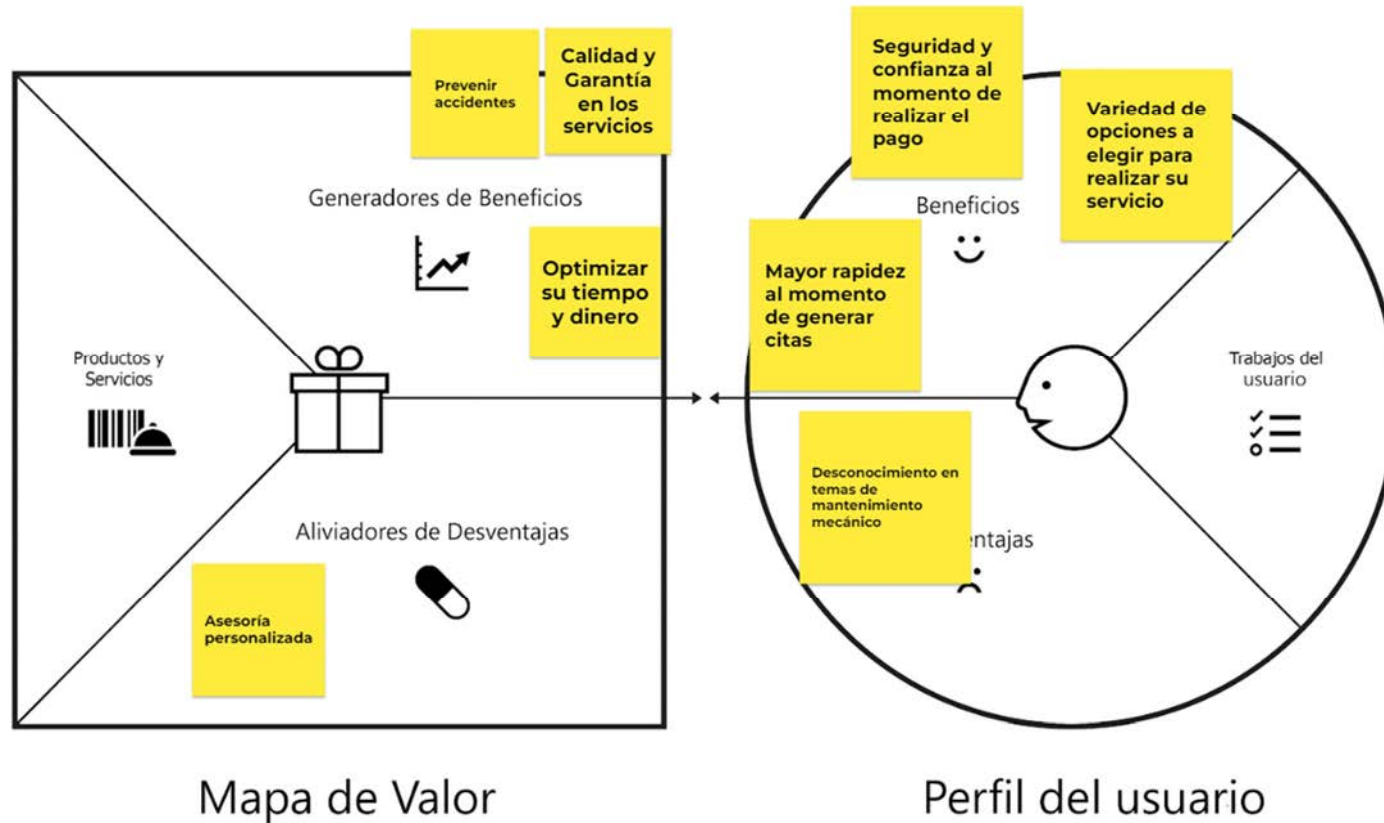 Prevenir
accidentes
Calidad y
Garantía
en los
servicios
Generadores de Beneficios
Optimizar
su tiempo
y dinero
Productos y
Servicios
Aliviadores de Desventajas
Asesoría
personalizada
Mapa de Valor
Seguridad y
confianza al
momento de
realizar el
pago
Variedad de
opciones a
elegir para
realizar su
servicio
Beneficios
Mayor rapidez
al momento
de generar
citas
Trabajos del
usuario
Desconocimiento en
temas de
mantenimiento
mecánico
entajas
Perfil del usuario